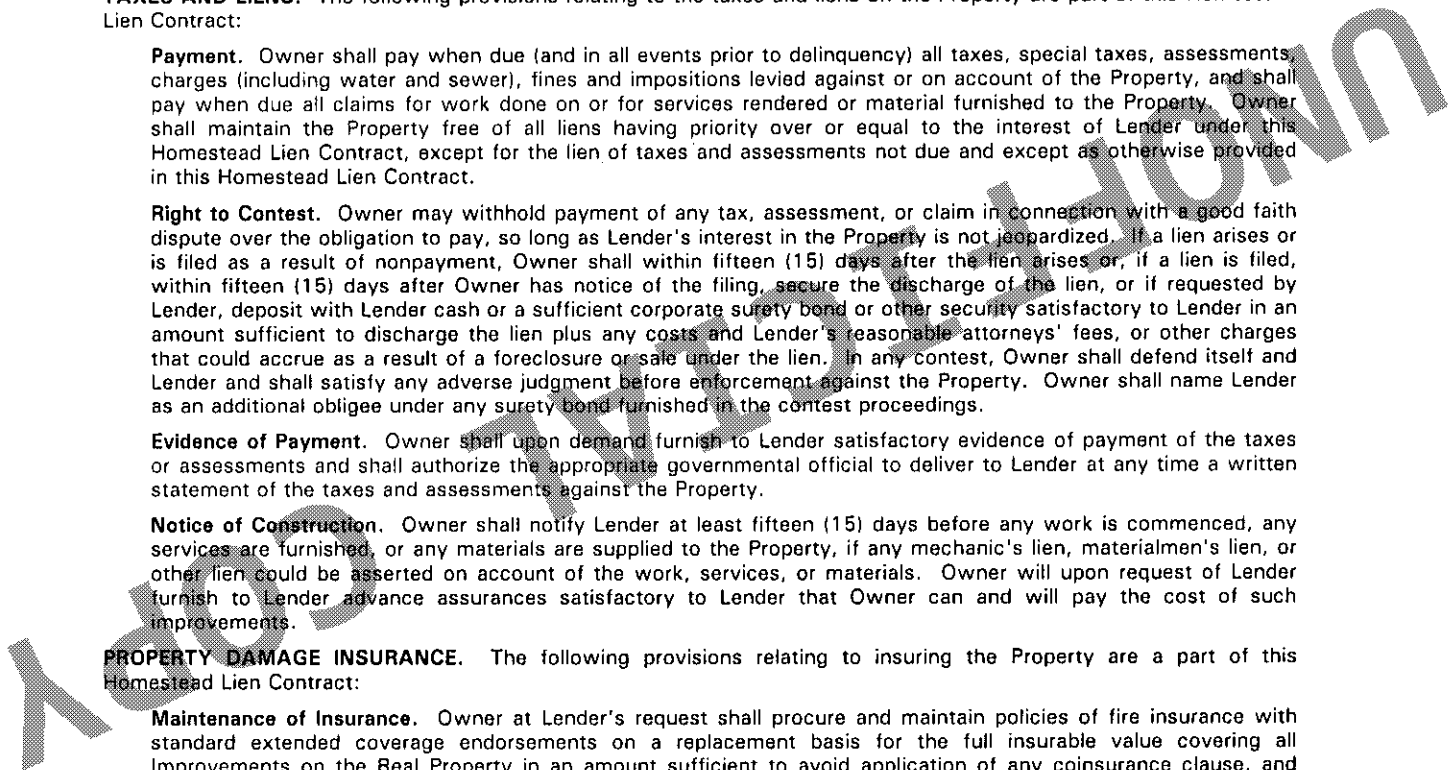 TAXES AND LIENS. The following provisions relating to the taxes and liens on the Property are part of this
Lien Contract:
Payment. Owner shall pay when due (and in all events prior to delinquency) all taxes, special taxes, assessments,
charges (including water and sewer), fines and impositions levied against or on account of the Property, and shall
pay when due all claims for work done on or for services rendered or material furnished to the Property. Owner
shall maintain the Property free of all liens having priority over or equal to the interest of Lender under this
Homestead Lien Contract, except for the lien of taxes and assessments not due and except as otherwise provided
in this Homestead Lien Contract.
Right to Contest. Owner may withhold payment of any tax, assessment, or claim in connection with a good faith
dispute over the obligation to pay, so long as Lender's interest in the Property is not jeopardized. If a lien arises or
is filed as a result of nonpayment, Owner shall within fifteen (15) days after the lien arises or, if a lien is filed,
within fifteen (15) days after Owner has notice of the filing, secure the discharge of the lien, or if requested by
Lender, deposit with Lender cash or a sufficient corporate surety bond or other security satisfactory to Lender in an
amount sufficient to discharge the lien plus any costs and Lender's reasonable attorneys' fees, or other charges
that could accrue as a result of a foreclosure or sale under the lien. In any contest, Owner shall defend itself and
Lender and shall satisfy any adverse judgment before enforcement against the Property. Owner shall name Lender
as an additional obligee under any surety bond furnished in the contest proceedings.
Evidence of Payment. Owner shall upon demand furnish to Lender satisfactory evidence of payment of the taxes
or assessments and shall authorize the appropriate governmental official to deliver to Lender at any time a written
statement of the taxes and assessments against the Property.
Notice of Construction. Owner shall notify Lender at least fifteen (15) days before any work is commenced, any
services are furnished, or any materials are supplied to the Property, if any mechanic's lien, materialmen's lien, or
other lien could be asserted on account of the work, services, or materials. Owner will upon request of Lender
furnish to Lender advance assurances satisfactory to Lender that Owner can and will pay the cost of such
improvements.
PROPERTY DAMAGE INSURANCE. The following provisions relating to insuring the Property are a part of this
Homestead Lien Contract:
Maintenance of Insurance. Owner at Lender's request shall procure and maintain policies of fire insurance with
standard extended coverage endorsements on a replacement basis for the full insurable value covering all
Improvements on the Real Property in an amount sufficient to avoid application of any coinsurance clause, and
UNOFFICIAL COPY